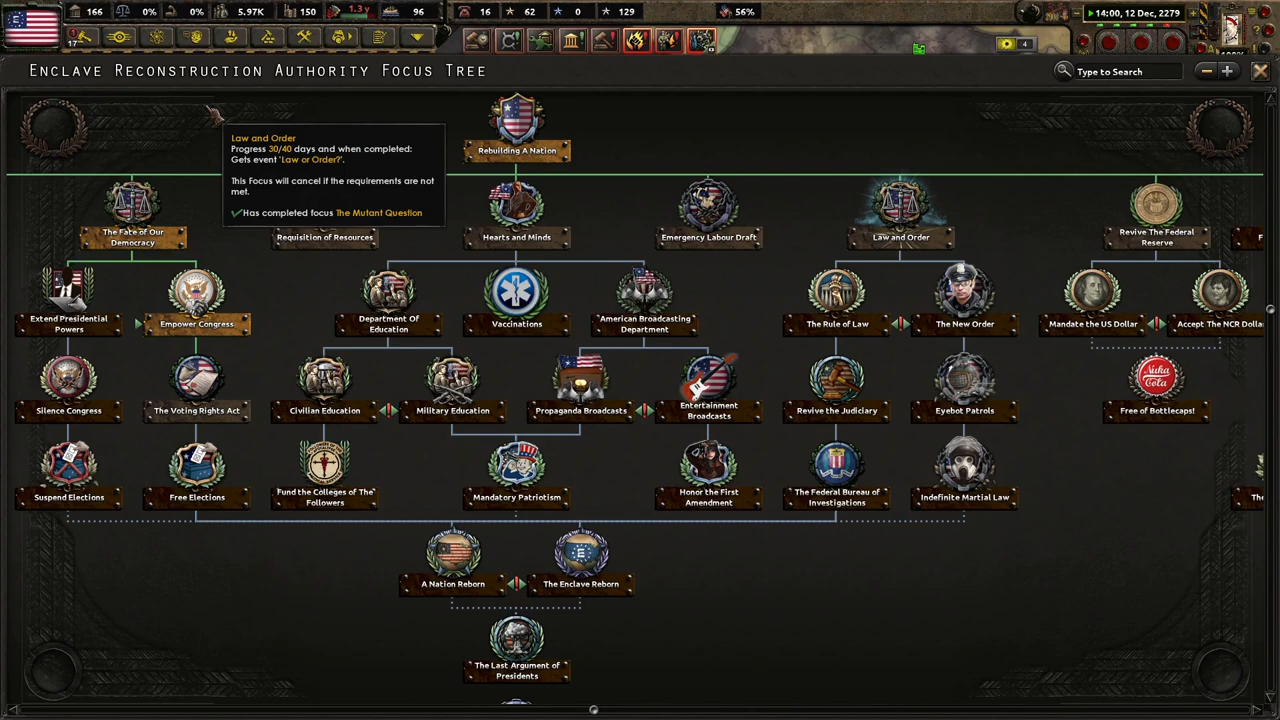 166
0%
0%
5.97K
150
1.3 y
96
16
62
0
129
56%
14:00, 12 Dec, 2279
17
4
Enclave Reconstruction Authority Focus Tree
Type to Search
Law and Order
Progress 30/40 days and when completed:
Gets event 'Law or Order?'.
This Focus will cancel if the requirements are not
met.
Has completed focus The Mutant Question
Rebuilding A Nation
The Fate of Our
Democracy
Requisition of Resources
Hearts and Minds
Emergency Labour Draft
Law and Order
Revive The Federal
Reserve
Extend Presidential
Powers
Empower Congress
Department Of
Education
Vaccinations
American Broadcasting
Department
The Rule of Law
The New Order
Mandate the US Dollar
Accept The NCR Dolla
Silence Congress
The Voting Rights Act
Civilian Education
Military Education
Propaganda Broadcasts
Entertainment
Broadcasts
Revive the Judiciary
Eyebot Patrols
Nuka
Cola
Free of Bottlecaps!
Suspend Elections
Free Elections
Fund the Colleges of The
Followers
Mandatory Patriotism
Honor the First
Amendment
The Federal Bureau of
Investigations
Indefinite Martial Law
The
A Nation Reborn
E
The Enclave Reborn
The Last Argument of
Presidents